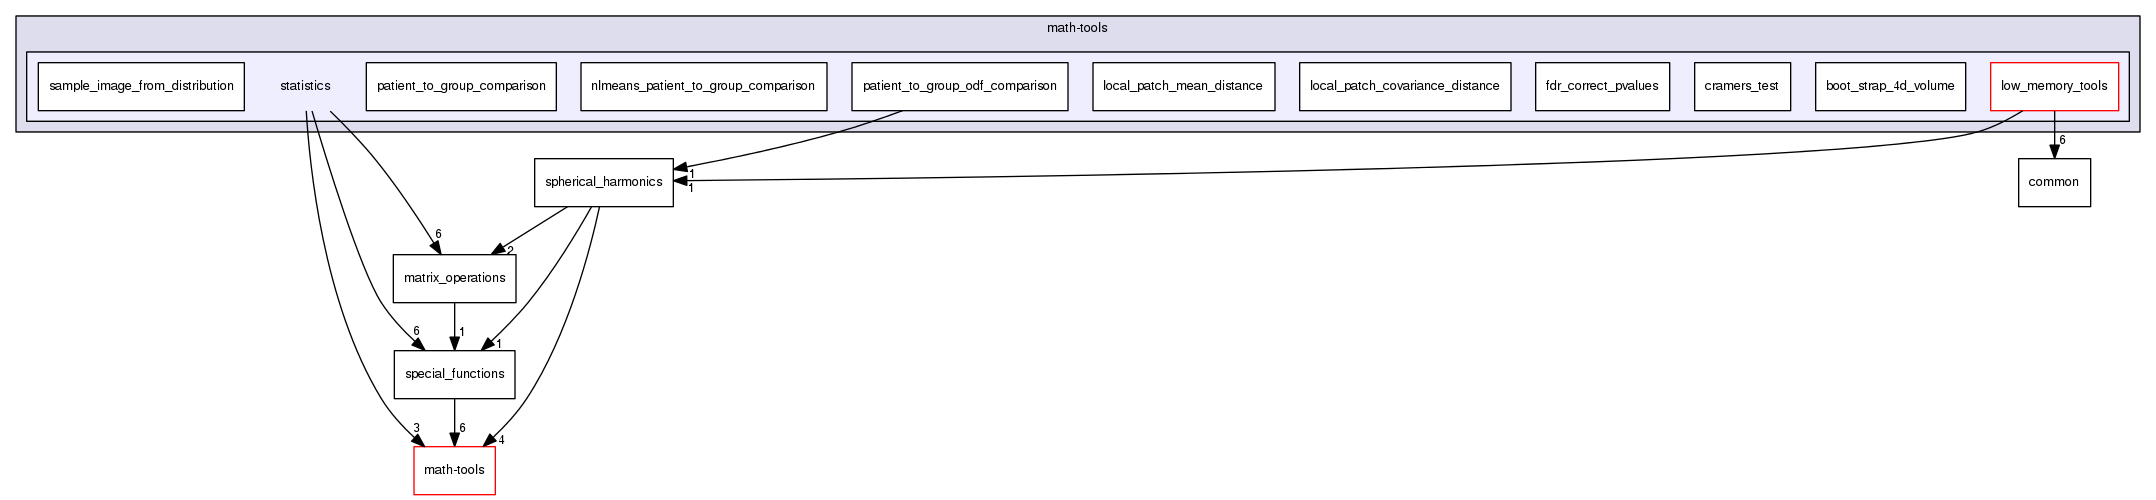 math-tools
sample_image_from_distribution
statistics
patient_to_group_comparison
nlmeans_patient_to_group_comparison
patient_to_group_odf_comparison
local_patch_mean_distance
local_patch_covariance_distance
fdr_correct_pvalues
cramers_test
boot_strap_4d_volume
low_memory_tools
6
1
1
spherical_harmonics
common
6
2
matrix_operations
6
1
1
special_functions
3
6
4
math-tools